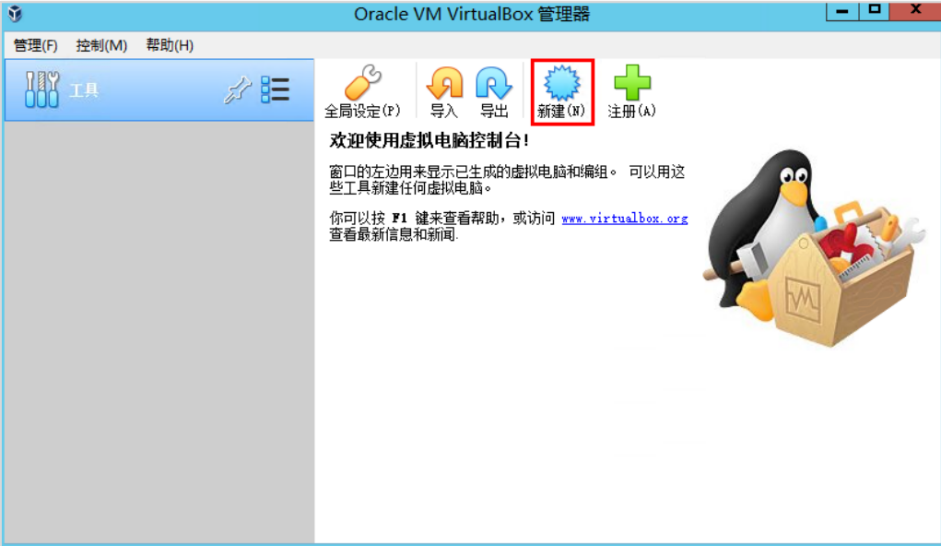 Oracle VM VirtualBox 管理器
管理(F) 控制(M) 帮助(H)
工具
全局设定(P) 导入 导出 新建(N) 注册(A)
欢迎使用虚拟电脑控制台!
窗口的左边用来显示已生成的虚拟电脑和编组。 可以用这
些工具新建任何虚拟电脑。
你可以按 F1 键来查看帮助，或访问 www.virtualbox.org
查看最新信息和新闻.